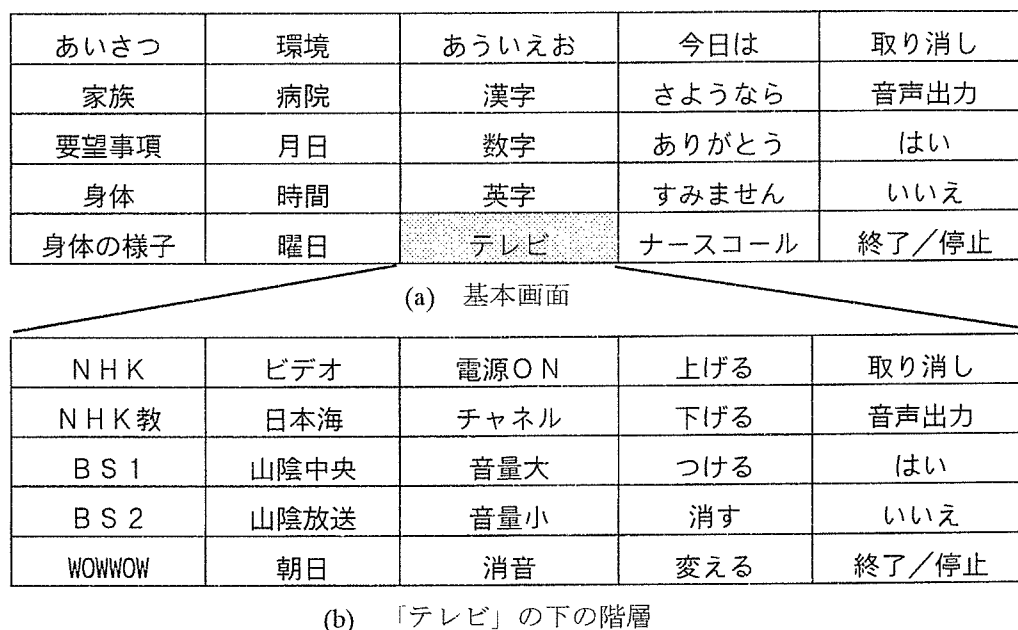 あいさつ 環境 あういえお 今日は 取り消し
家族 病院 漢字 さようなら 音声出力
要望事項 月日 数字 ありがとう はい
身体 時間 英字 すみません いいえ
身体の様子 曜日 テレビ ナースコール 終了／停止
(a) 基本画面
ＮＨＫ ビデオ 電源ＯＮ 上げる 取り消し
ＮＨＫ教 日本海 チャネル 下げる 音声出力
ＢＳ１ 山陰中央 音量大 つける はい
ＢＳ２ 山陰放送 音量小 消す いいえ
WOWWOW 朝日 消音 変える 終了／停止
(b) 「テレビ」の下の階層